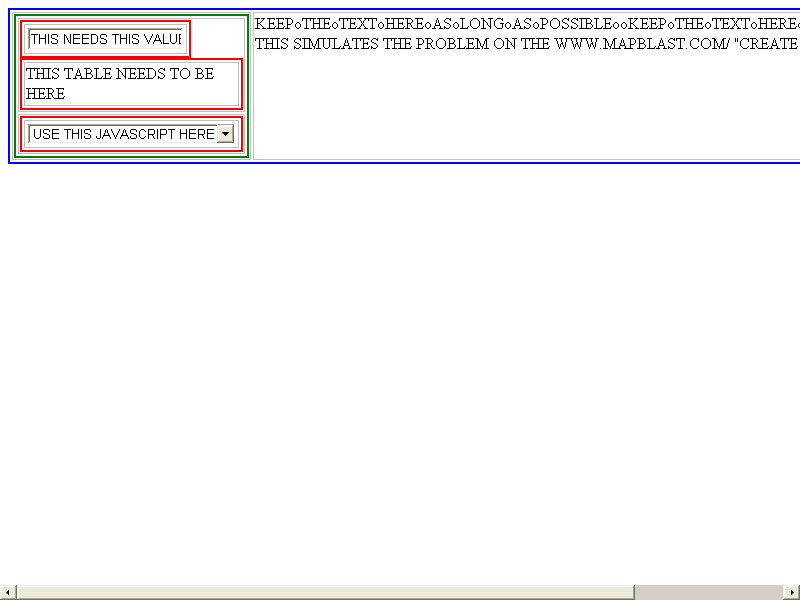 THIS NEEDS THIS VALUE
THIS TABLE NEEDS TO BE
HERE
USE THIS JAVASCRIPT HERE
KEEPoTHEoTEXToHEREoASoLONGoASoPOSSIBLEooKEEPoTHEoTEXToHEREo
THIS SIMULATES THE PROBLEM ON THE WWW.MAPBLAST.COM/ "CREATE